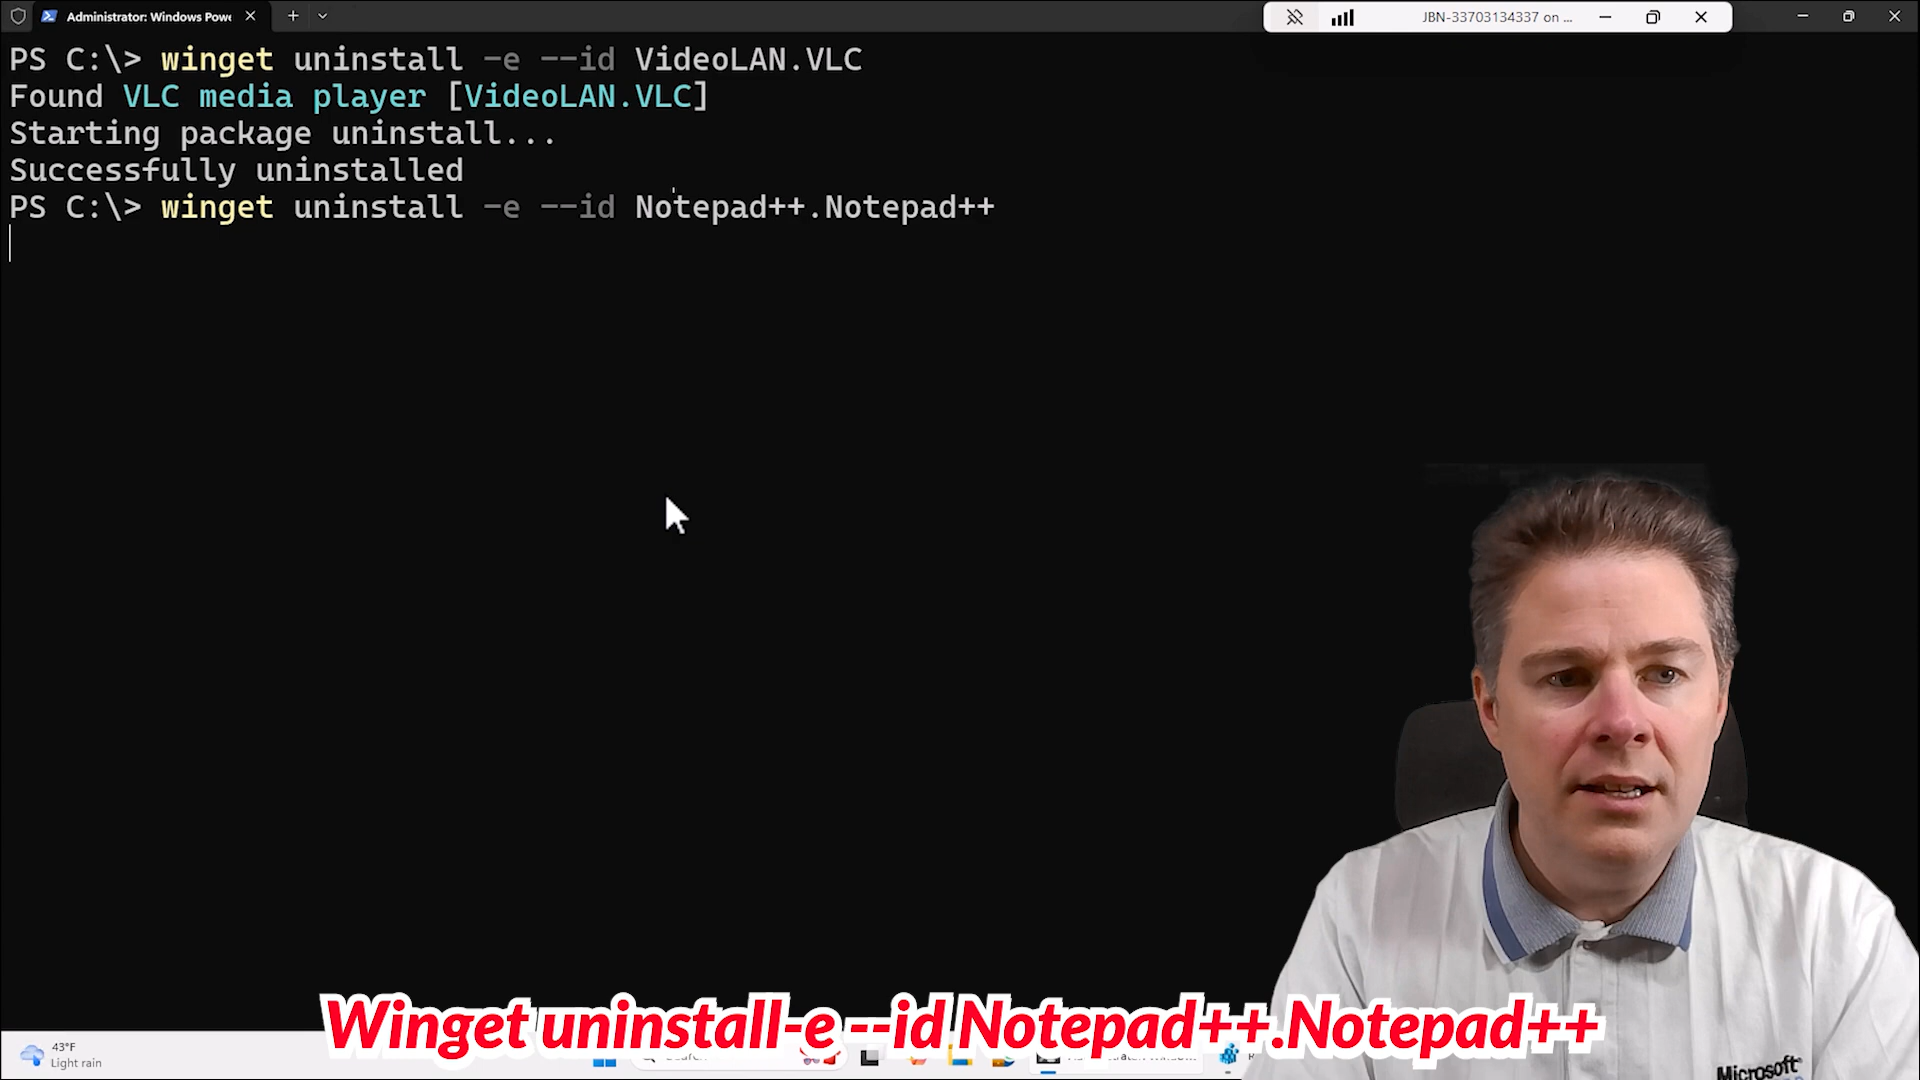 Administrator: Windows Powe
JBN-33703134337 on ...
PS C:\> winget uninstall -e --id VideoLAN.VLC
Found VLC media player [VideoLAN.VLC]
Starting package uninstall...
Successfully uninstalled
PS C:\> winget uninstall -e --id Notepad++.Notepad++
Winget uninstall-e --id Notepad++.Notepad++
43°F
Light rain
Microsoft